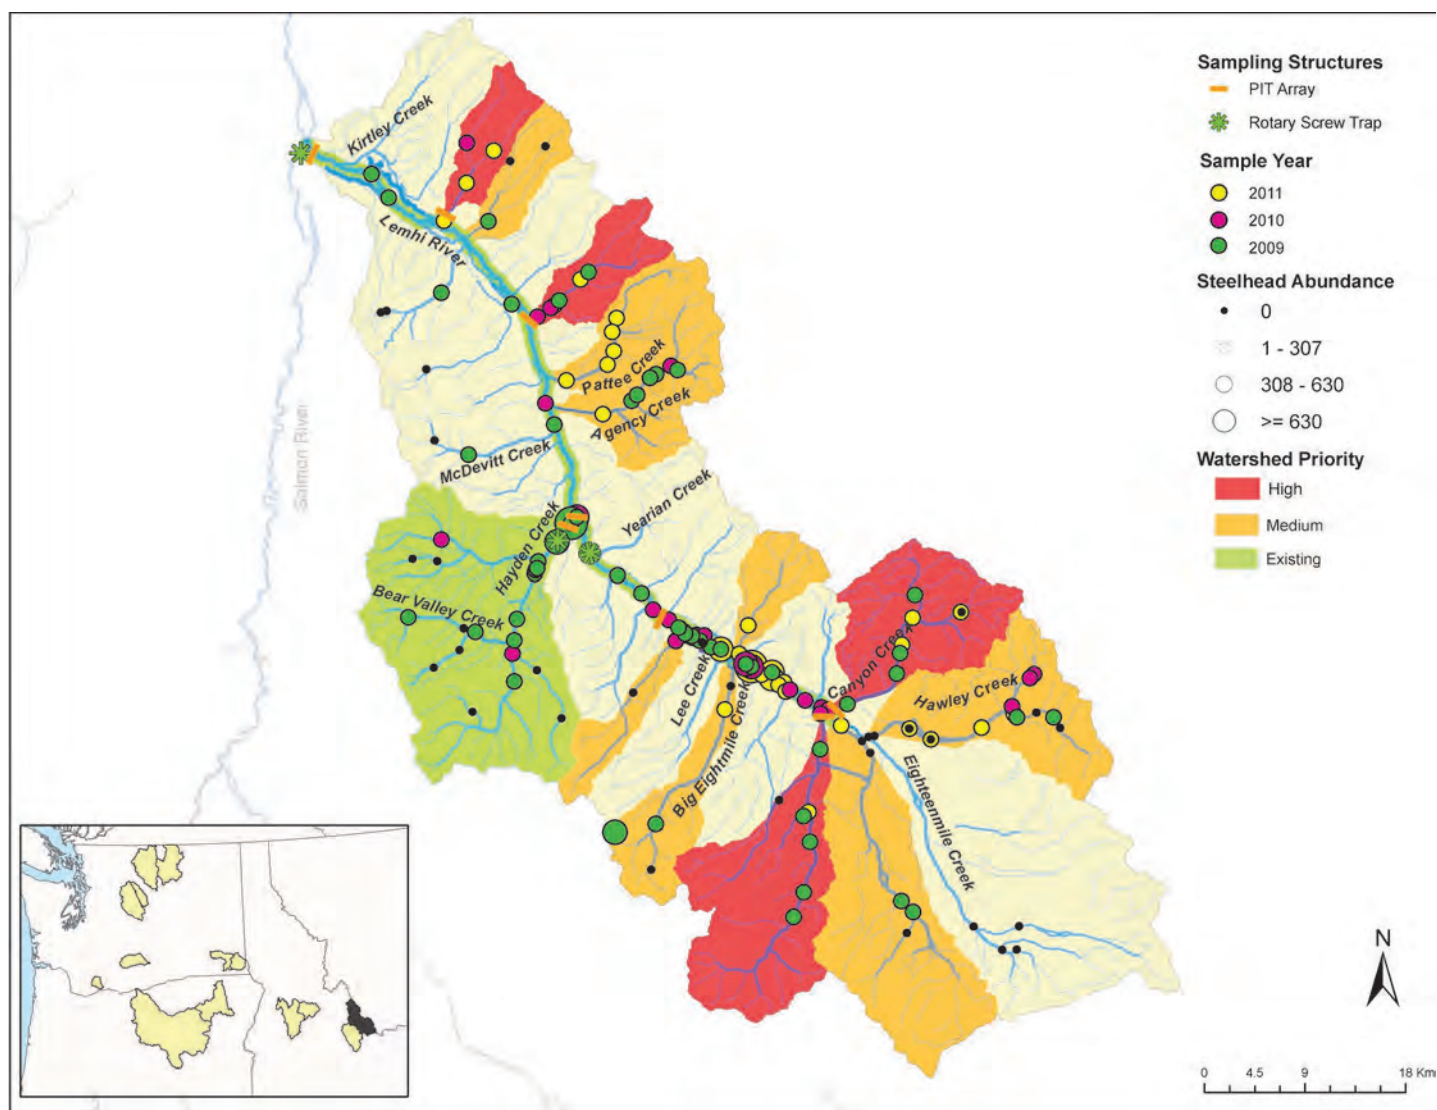 Sampling Structures
PIT Array
Rotary Screw Trap
Sample Year
2011
2010
2009
Steelhead Abundance
0
1 - 307
308 - 630
>= 630
Watershed Priority
High
Medium
Existing
Kirtley Creek
Lemhi River
Salmon River
Pattee Creek
Agency Creek
McDevitt Creek
Hayden Creek
Yearian Creek
Bear Valley Creek
Lee Creek
Big Eightmile Creek
Canyon Creek
Hawley Creek
Eighteenmile Creek
N
0 4.5 9 18 Kms